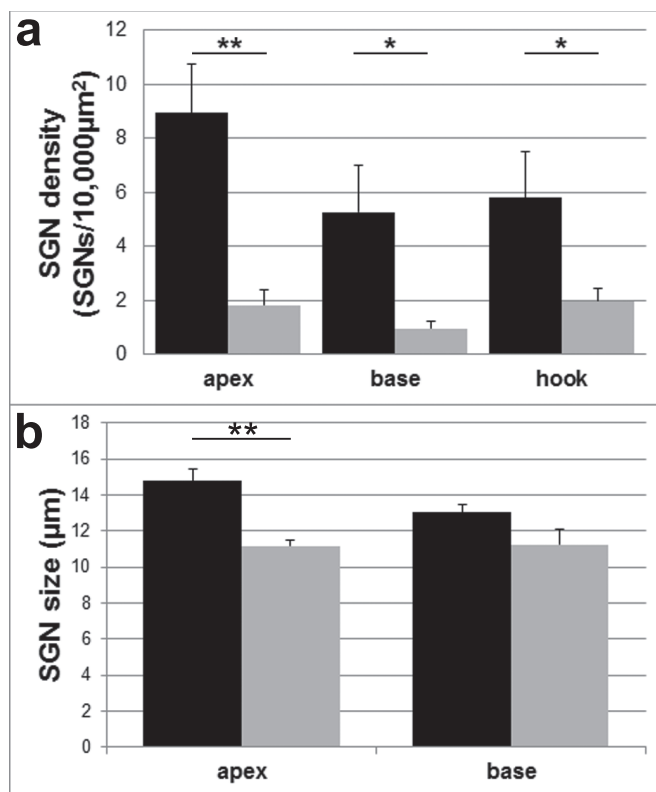 a
SGN density
(SGNs/10,000µm²)
12
10
8
6
4
2
0
** * *
apex base hook
b
SGN size (µm)
18
16
14
12
10
8
6
4
2
0
**
apex base